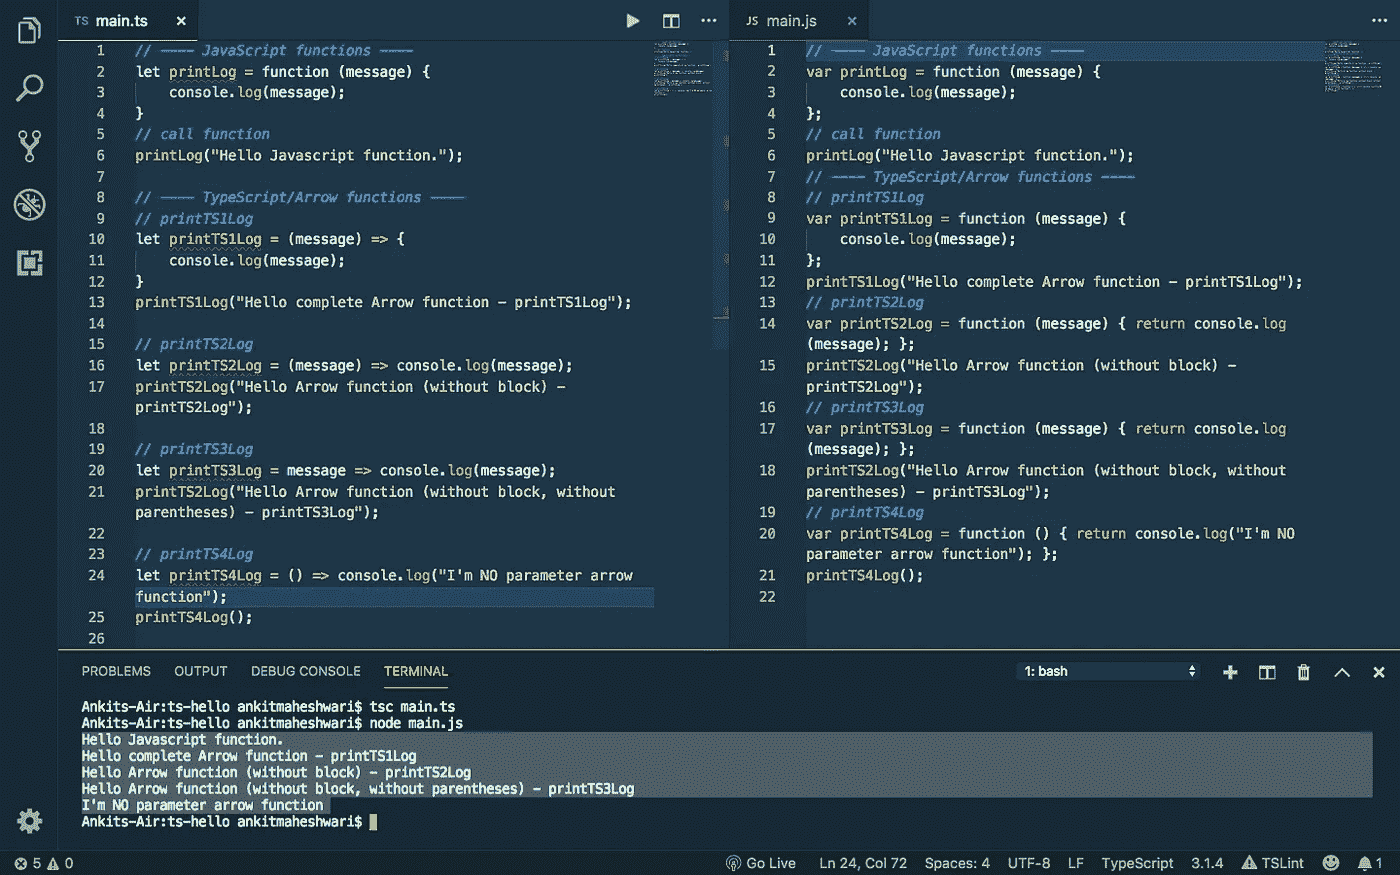 TS main.ts ×
// ---- JavaScript functions ----
1
let printLog = function (message) {
2
console.log(message);
3
}
4
// call function
5
printLog("Hello Javascript function.");
6
7
// ---- TypeScript/Arrow functions ----
8
// printTS1Log
9
let printTS1Log = (message) => {
10
console.log(message);
11
}
12
printTS1Log("Hello complete Arrow function - printTS1Log");
13
14
// printTS2Log
15
let printTS2Log = (message) => console.log(message);
16
printTS2Log("Hello Arrow function (without block) -
17
printTS2Log");
18
// printTS3Log
19
let printTS3Log = message => console.log(message);
20
printTS2Log("Hello Arrow function (without block, without
21
parentheses) - printTS3Log");
22
// printTS4Log
23
let printTS4Log = () => console.log("I'm NO parameter arrow
24
function");
printTS4Log();
25
26
JS main.js ×
1 // ---- JavaScript functions ----
2 var printLog = function (message) {
3 console.log(message);
4 };
5 // call function
6 printLog("Hello Javascript function.");
7 // ---- TypeScript/Arrow functions ----
8 // printTS1Log
9 var printTS1Log = function (message) {
10 console.log(message);
11 };
12 printTS1Log("Hello complete Arrow function - printTS1Log");
13 // printTS2Log
14 var printTS2Log = function (message) { return console.log
(message); };
15 printTS2Log("Hello Arrow function (without block) -
printTS2Log");
16 // printTS3Log
17 var printTS3Log = function (message) { return console.log
(message); };
18 printTS2Log("Hello Arrow function (without block, without
parentheses) - printTS3Log");
19 // printTS4Log
20 var printTS4Log = function () { return console.log("I'm NO
parameter arrow function"); };
21 printTS4Log();
22
PROBLEMS OUTPUT DEBUG CONSOLE TERMINAL 1: bash
Ankits-Air:ts-hello ankitmaheshwari$ tsc main.ts
Ankits-Air:ts-hello ankitmaheshwari$ node main.js
Hello Javascript function.
Hello complete Arrow function - printTS1Log
Hello Arrow function (without block) - printTS2Log
Hello Arrow function (without block, without parentheses) - printTS3Log
I'm NO parameter arrow function
Ankits-Air:ts-hello ankitmaheshwari$
5 0 Go Live Ln 24, Col 72 Spaces: 4 UTF-8 LF TypeScript 3.1.4 TSLint 1